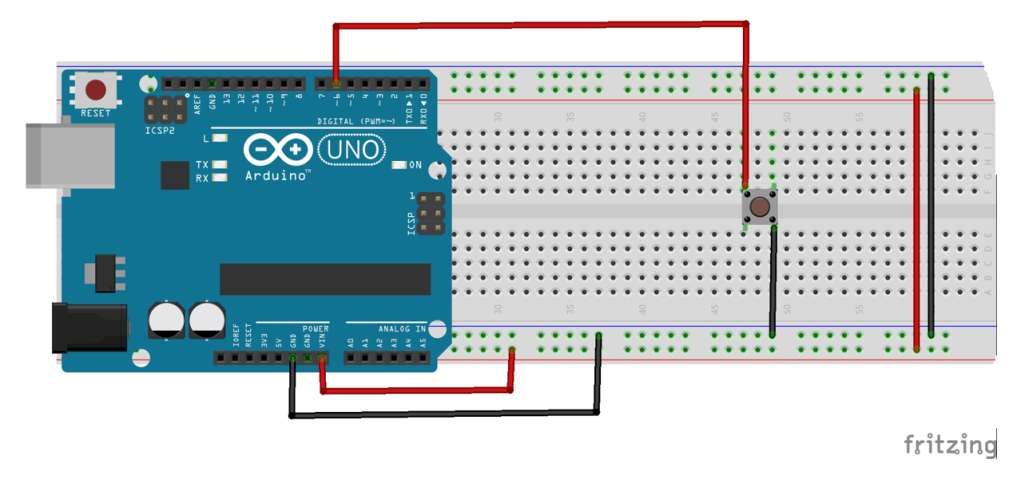 RESET
ICSP2
AREF
GND
13
12
~11
~10
~9
8
7
~6
~5
4
~3
2
TXD ▶ 1
RXD ◀ 0
DIGITAL (PWM=~)
L
TX
RX
UNO
Arduino™
ON
1
ICSP
IOREF
RESET
3V3
5V
GND
GND
VIN
POWER
ANALOG IN
A0
A1
A2
A3
A4
A5
30
35
40
45
50
55
J
I
H
G
F
E
D
C
B
A
30
35
40
45
50
55
fritzing